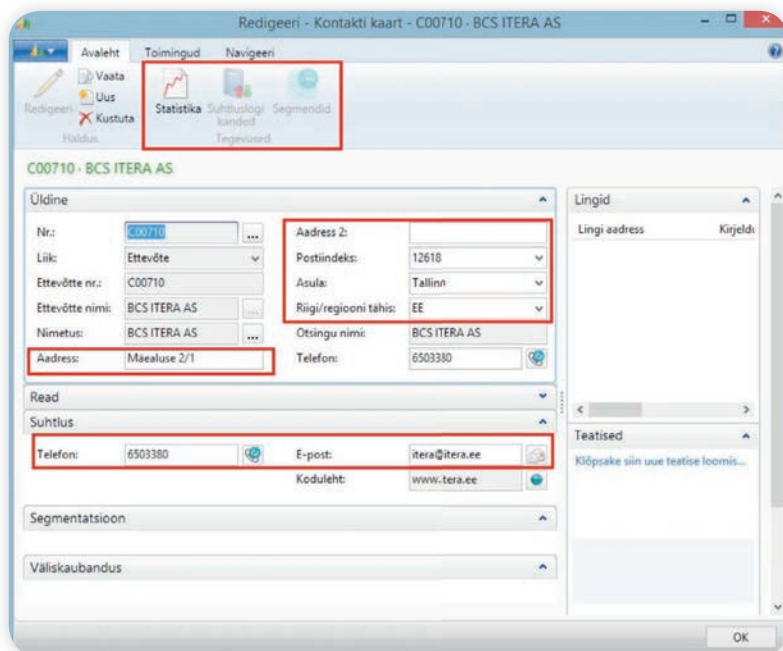 Redigeeri - Kontakti kaart - C00710 · BCS ITERA AS
Avaleht Toimingud Navigeeri
Redigeeri
Vaata
Uus
Kustuta
Haldus
Statistika
Suhtluslogi kanded
Segmendid
Tegevused
C00710 · BCS ITERA AS
Üldine
Nr.: C00710 ...
Liik: Ettevõte
Ettevõtte nr.: C00710
Ettevõtte nimi: BCS ITERA AS ...
Nimetus: BCS ITERA AS ...
Aadress: Mäealuse 2/1
Aadress 2:
Postiindeks: 12618
Asula: Tallinn
Riigi/regiooni tähis: EE
Otsingu nimi: BCS ITERA AS
Telefon: 6503380
Read
Suhtlus
Telefon: 6503380 E-post: itera@itera.ee
Koduleht: www.tera.ee
Segmentatsioon
Väliskaubandus
Lingid
Lingi aadress Kirjeldu
Teatised
Klõpsake siin uue teatise loomis...
OK